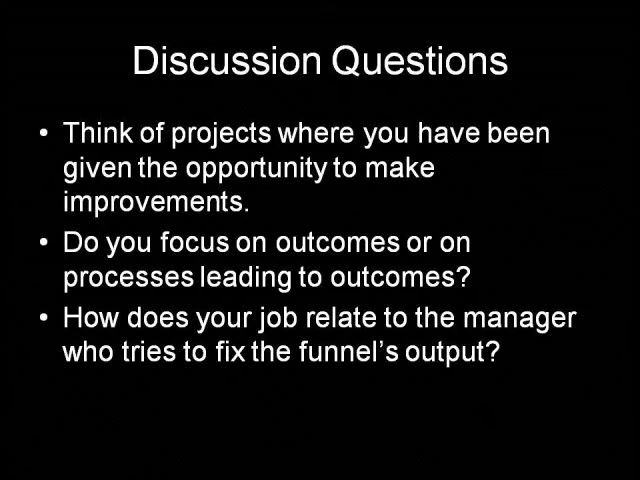 Discussion Questions
• Think of projects where you have been
given the opportunity to make
improvements.
• Do you focus on outcomes or on
processes leading to outcomes?
• How does your job relate to the manager
who tries to fix the funnel's output?